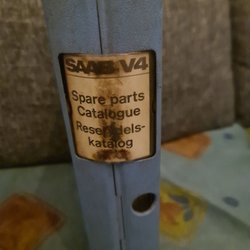 SAAB V4
Spare parts
Catalogue
Reservdels-
katalog